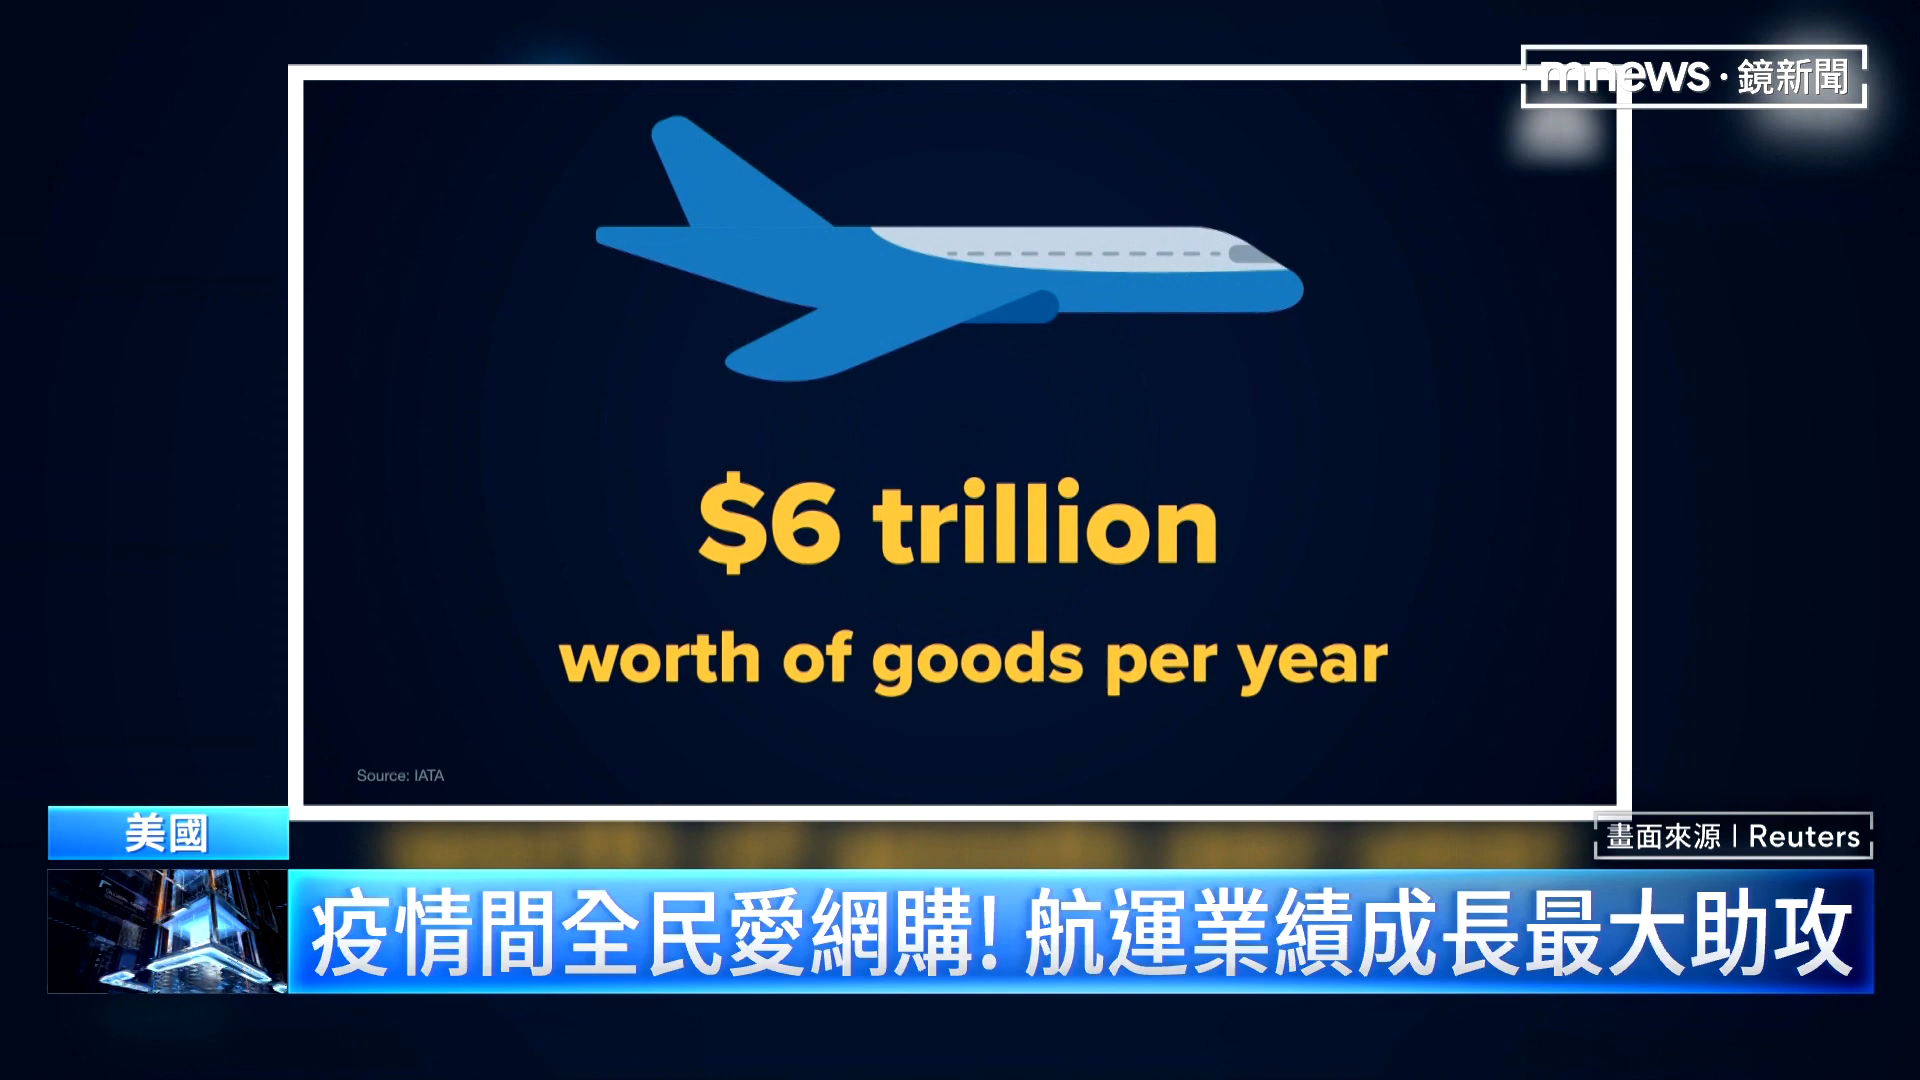 mnews·鏡新聞
$6 trillion
worth of goods per year
Source: IATA
美國
畫面來源 | Reuters
疫情間全民愛網購! 航運業績成長最大助攻